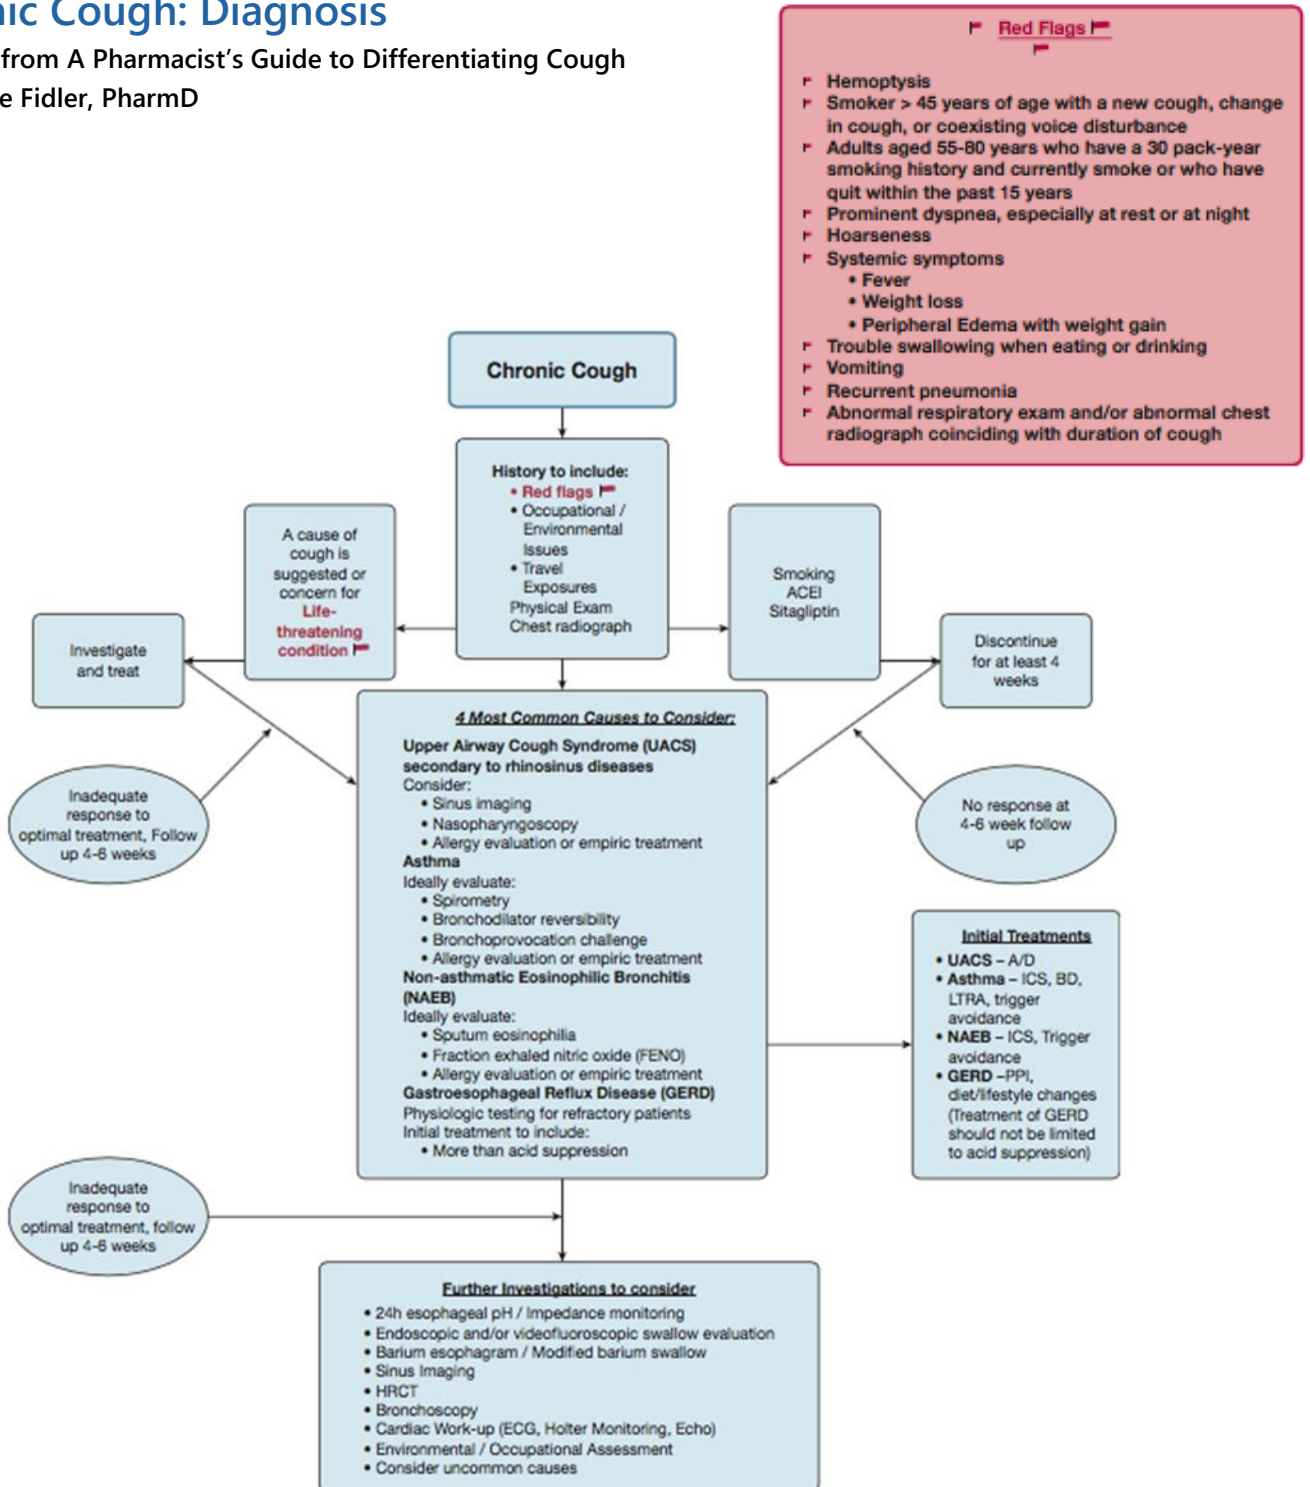 nic Cough: Diagnosis
from A Pharmacist's Guide to Differentiating Cough
e Fidler, PharmD
Red Flags
Hemoptysis
Smoker > 45 years of age with a new cough, change
in cough, or coexisting voice disturbance
Adults aged 55-80 years who have a 30 pack-year
smoking history and currently smoke or who have
quit within the past 15 years
Prominent dyspnea, especially at rest or at night
Hoarseness
Systemic symptoms
• Fever
• Weight loss
• Peripheral Edema with weight gain
Trouble swallowing when eating or drinking
Vomiting
Recurrent pneumonia
Abnormal respiratory exam and/or abnormal chest
radiograph coinciding with duration of cough
Chronic Cough
History to include:
• Red flags
• Occupational /
Environmental
Issues
• Travel
Exposures
Physical Exam
Chest radiograph
A cause of
cough is
suggested or
concern for
Life-
threatening
condition
Smoking
ACEI
Sitagliptin
Investigate
and treat
Discontinue
for at least 4
weeks
Inadequate
response to
optimal treatment, Follow
up 4-6 weeks
No response at
4-6 week follow
up
4 Most Common Causes to Consider:
Upper Airway Cough Syndrome (UACS)
secondary to rhinosinus diseases
Consider:
• Sinus imaging
• Nasopharyngoscopy
• Allergy evaluation or empiric treatment
Asthma
Ideally evaluate:
• Spirometry
• Bronchodilator reversibility
• Bronchoprovocation challenge
• Allergy evaluation or empiric treatment
Non-asthmatic Eosinophilic Bronchitis
(NAEB)
Ideally evaluate:
• Sputum eosinophilia
• Fraction exhaled nitric oxide (FENO)
• Allergy evaluation or empiric treatment
Gastroesophageal Reflux Disease (GERD)
Physiologic testing for refractory patients
Initial treatment to include:
• More than acid suppression
Initial Treatments
• UACS – A/D
• Asthma – ICS, BD,
LTRA, trigger
avoidance
• NAEB – ICS, Trigger
avoidance
• GERD –PPI,
diet/lifestyle changes
(Treatment of GERD
should not be limited
to acid suppression)
Inadequate
response to
optimal treatment, follow
up 4-6 weeks
Further Investigations to consider
• 24h esophageal pH / Impedance monitoring
• Endoscopic and/or videofluoroscopic swallow evaluation
• Barium esophagram / Modified barium swallow
• Sinus Imaging
• HRCT
• Bronchoscopy
• Cardiac Work-up (ECG, Holter Monitoring, Echo)
• Environmental / Occupational Assessment
• Consider uncommon causes